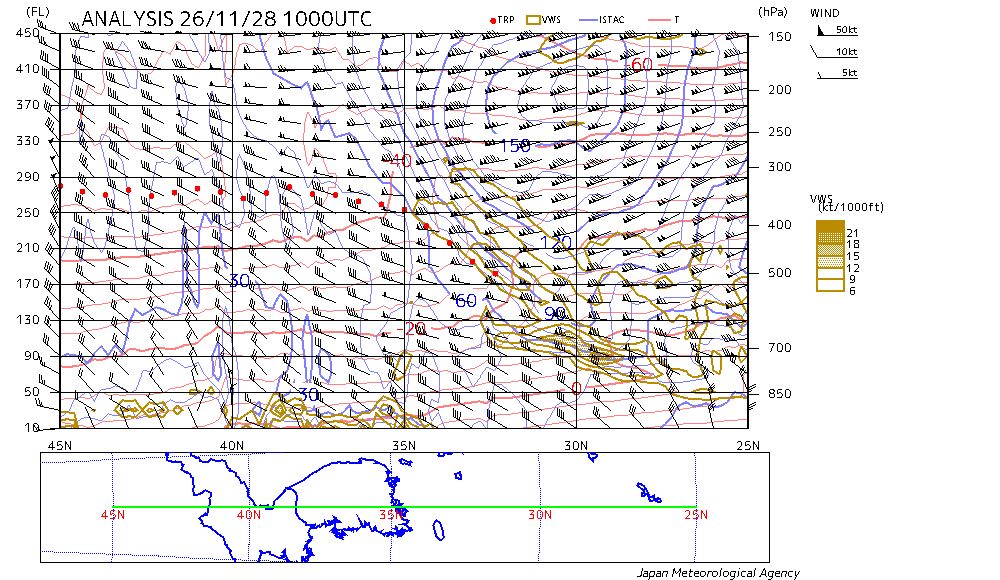 (FL) ANALYSIS 26/11/28 1000UTC TRP VWS ISTAC T (hPa) WIND
450 150 50kt
410 -60 10kt
370 200 5kt
330 150 250
290 -40 300
250 VWS
(kt/1000ft)
210 120 400
170 30 500
130 60 90 -20
90 700
50 30 0 850
10
21
18
15
12
9
6
45N 40N 35N 30N 25N
45N 40N 35N 30N 25N
Japan Meteorological Agency